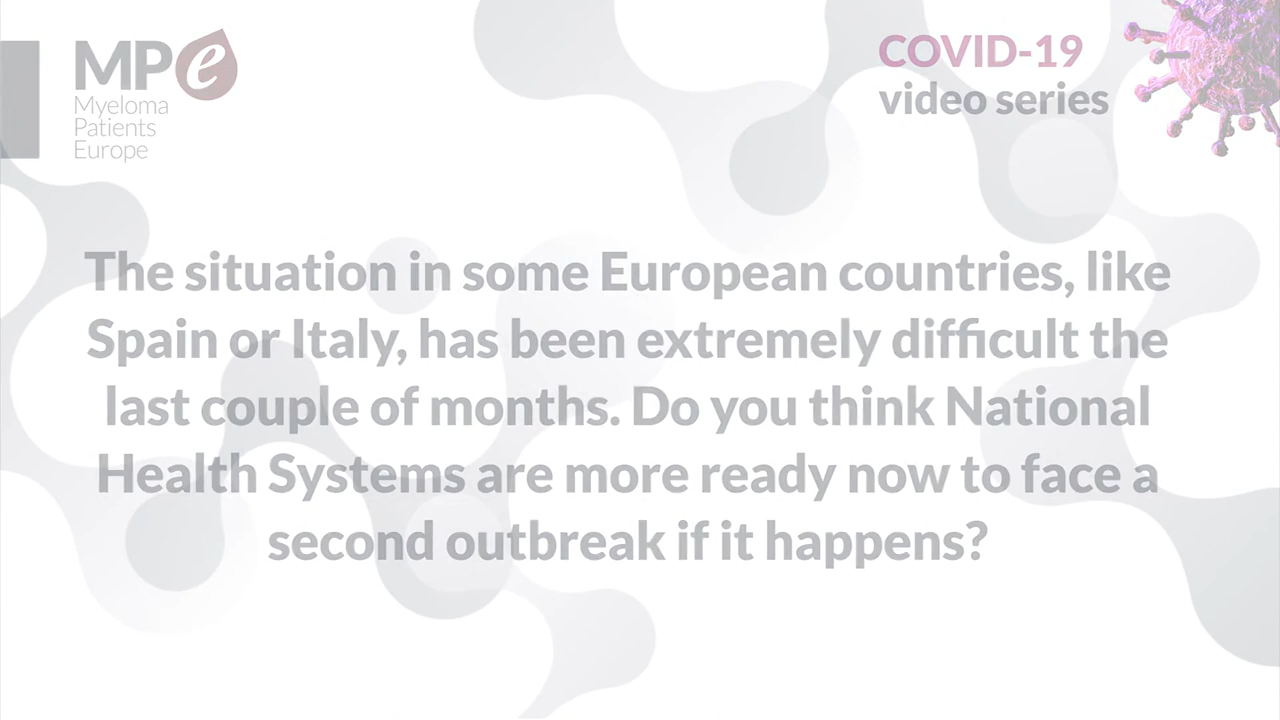 MPe
Myeloma
Patients
Europe
COVID-19
video series
The situation in some European countries, like
Spain or Italy, has been extremely difficult the
last couple of months. Do you think National
Health Systems are more ready now to face a
second outbreak if it happens?